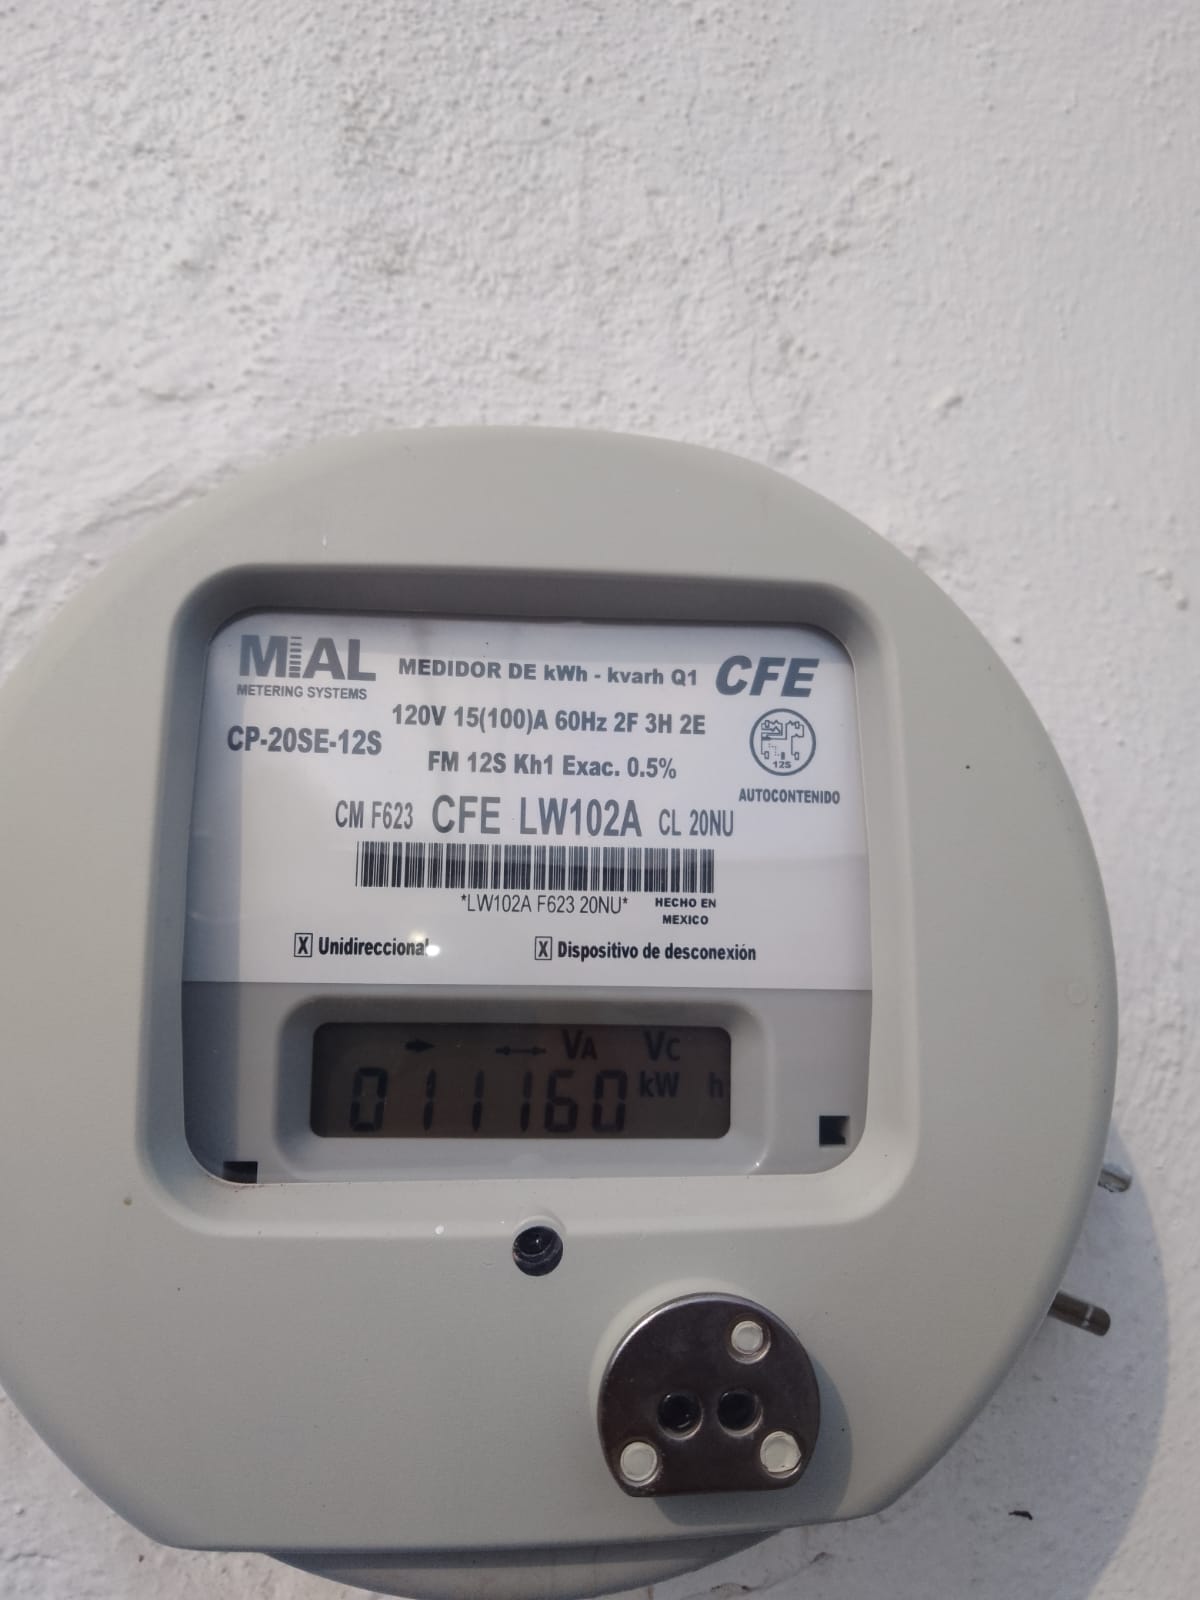 MIAL
METERING SYSTEMS
MEDIDOR DE kWh - kvarh Q1
CFE
120V 15(100)A 60Hz 2F 3H 2E
CP-20SE-12S
FM 12S Kh1 Exac. 0.5%
12S
AUTOCONTENIDO
CM F623 CFE LW102A CL 20NU
*LW102A F623 20NU*
HECHO EN
MEXICO
X Unidireccional
X Dispositivo de desconexión
VA VC
011160 kW h